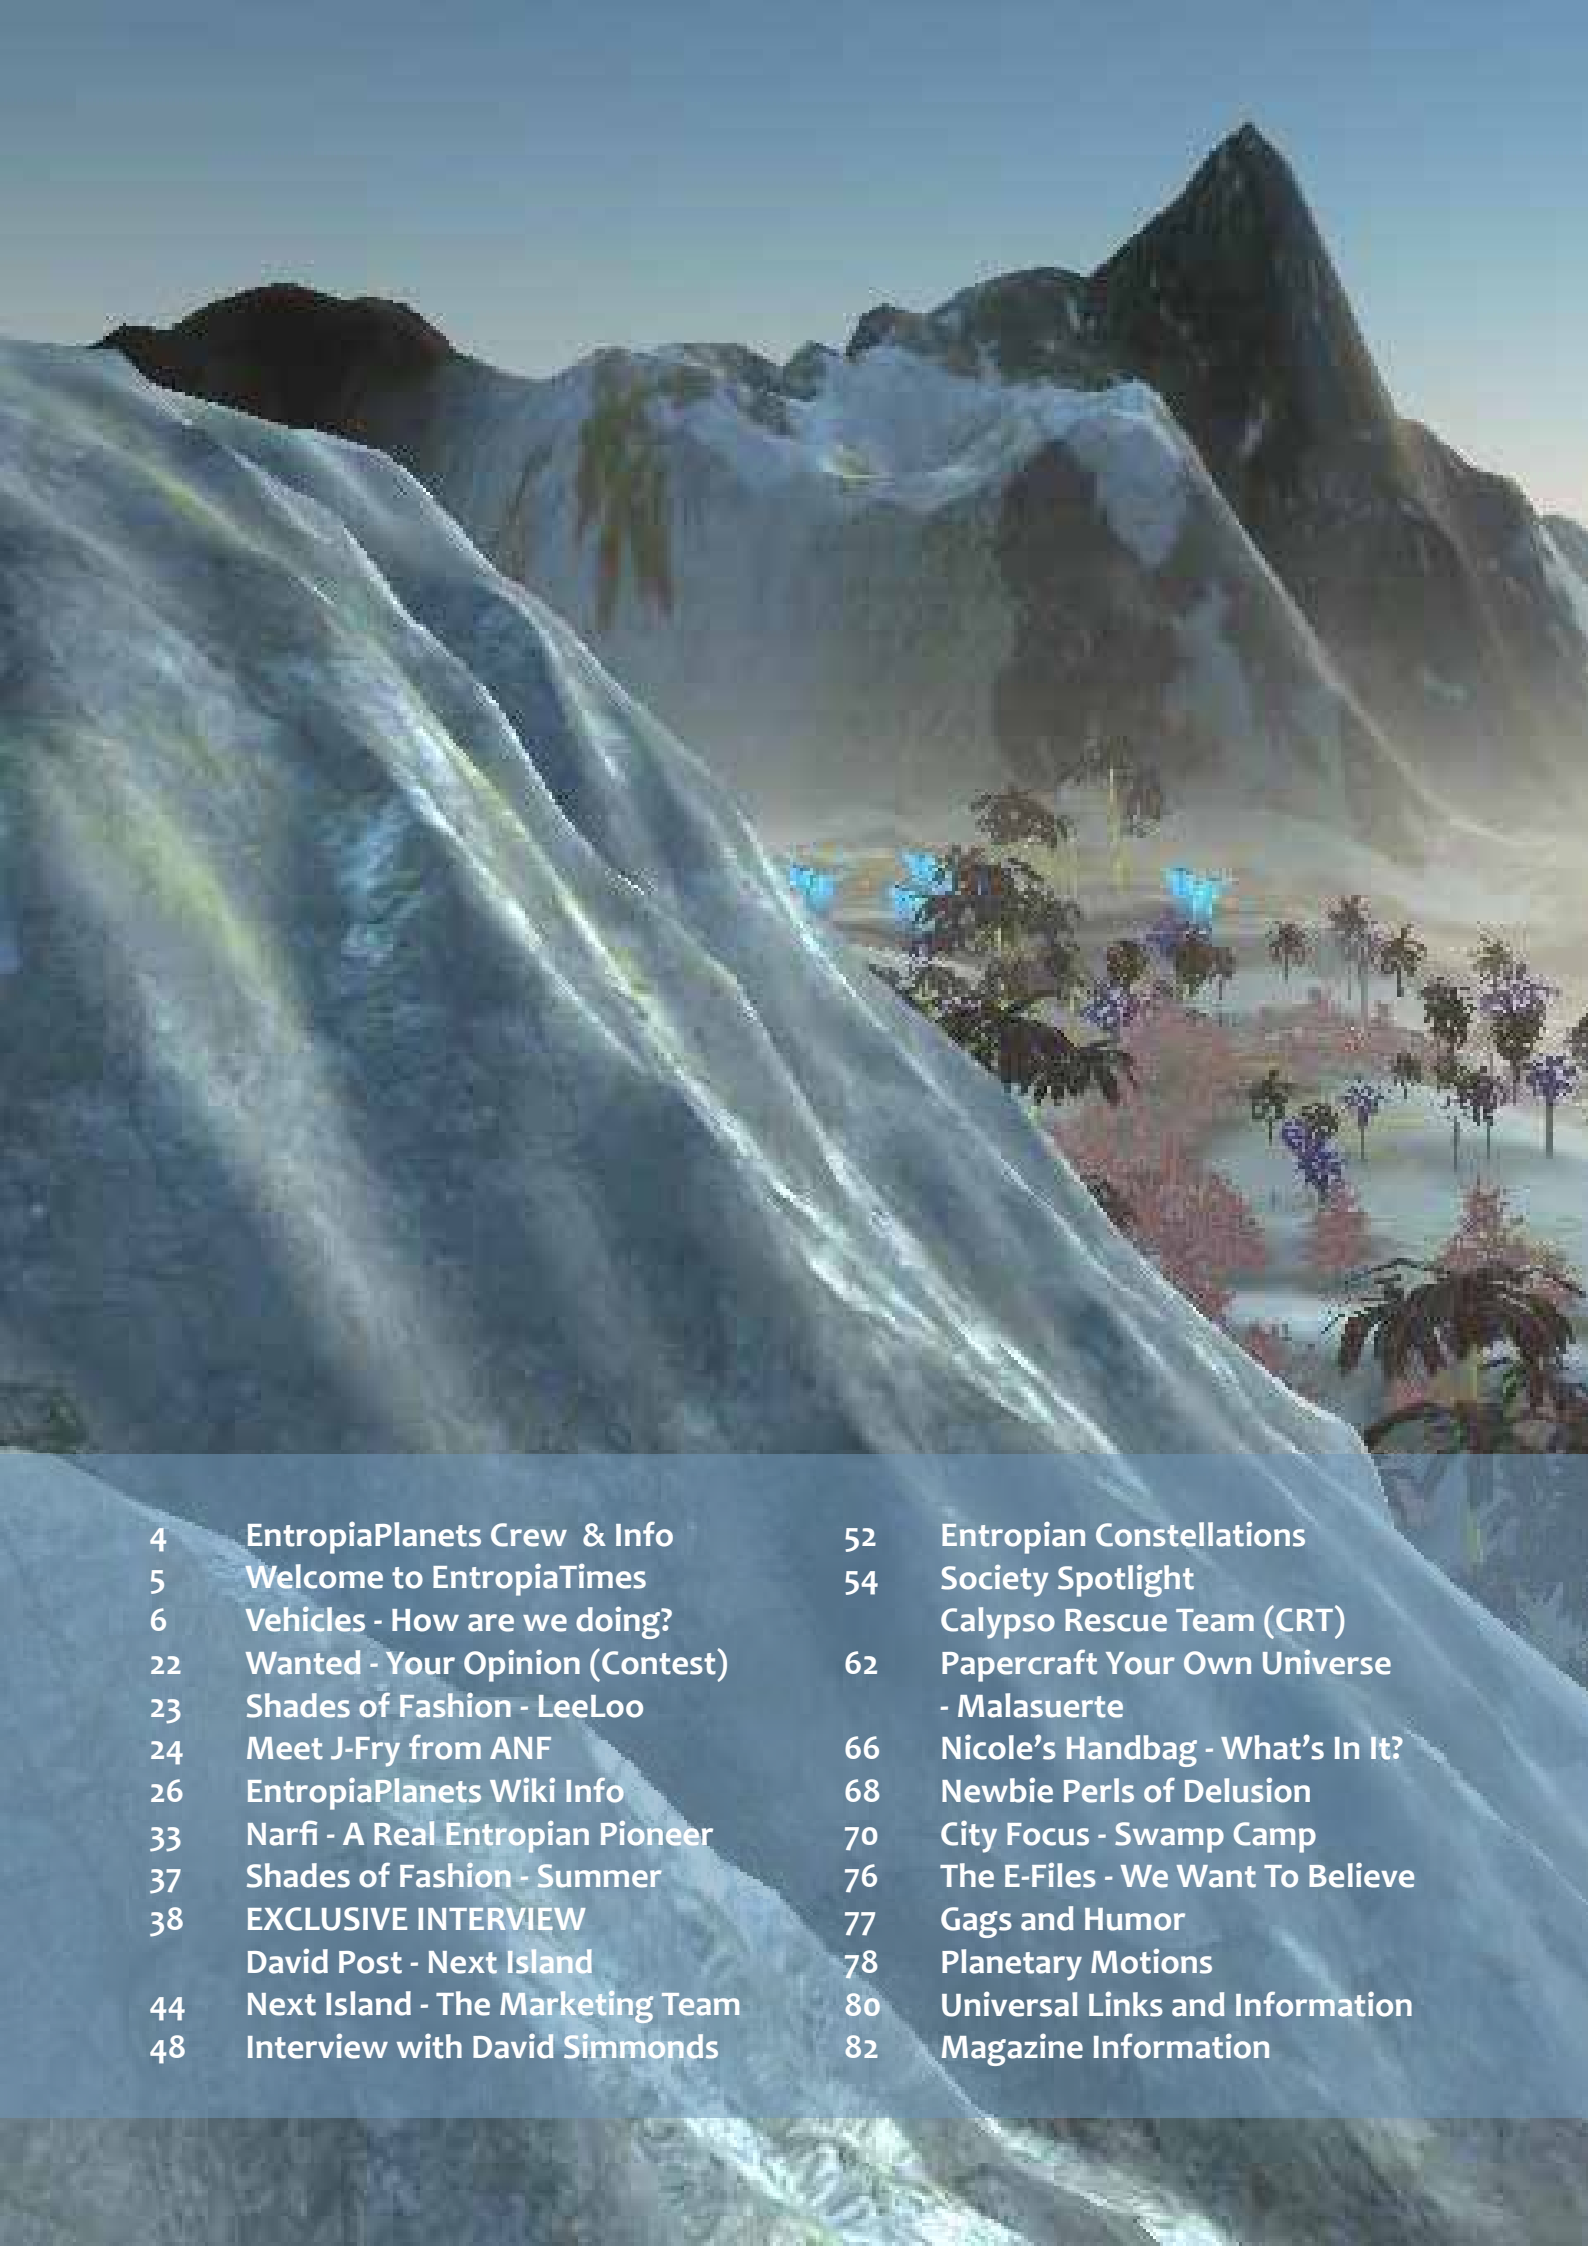 4 EntropiaPlanets Crew & Info
5 Welcome to EntropiaTimes
6 Vehicles - How are we doing?
22 Wanted - Your Opinion (Contest)
23 Shades of Fashion - LeeLoo
24 Meet J-Fry from ANF
26 EntropiaPlanets Wiki Info
33 Narfi - A Real Entropian Pioneer
37 Shades of Fashion - Summer
38 EXCLUSIVE INTERVIEW
David Post - Next Island
44 Next Island - The Marketing Team
48 Interview with David Simmonds
52 Entropian Constellations
54 Society Spotlight
Calypso Rescue Team (CRT)
62 Papercraft Your Own Universe
- Malasuerte
66 Nicole's Handbag - What's In It?
68 Newbie Perls of Delusion
70 City Focus - Swamp Camp
76 The E-Files - We Want To Believe
77 Gags and Humor
78 Planetary Motions
80 Universal Links and Information
82 Magazine Information